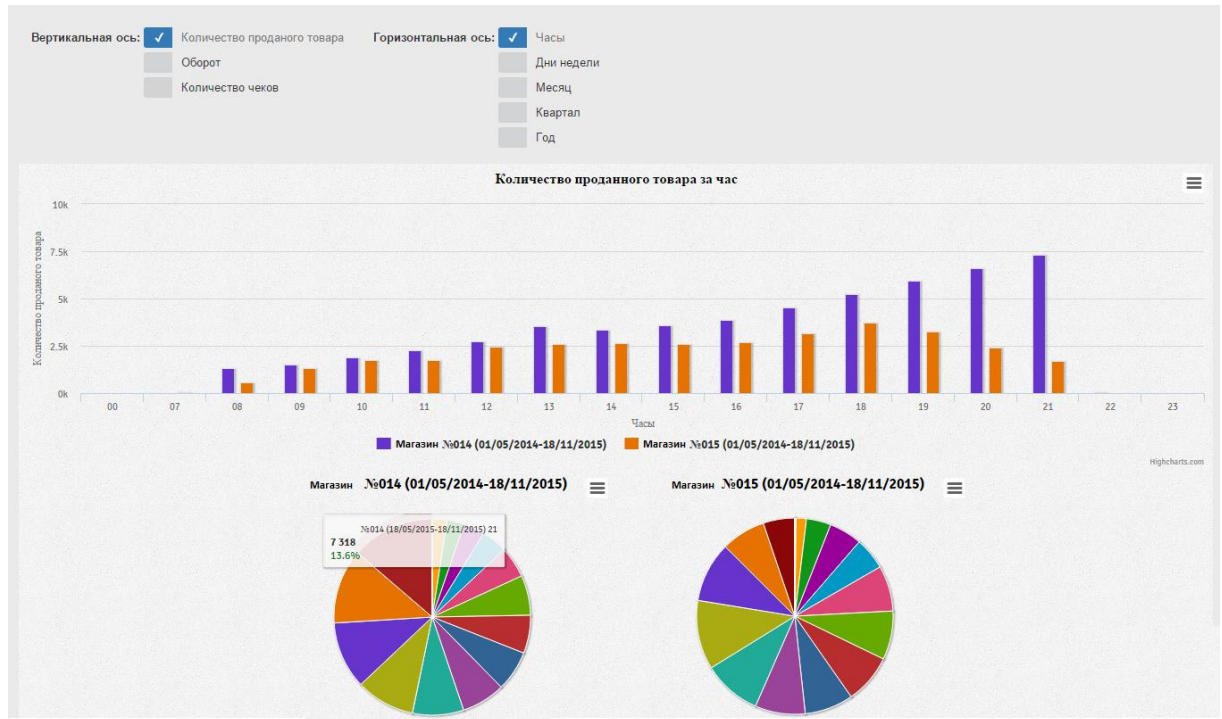 Вертикальная ось: ✓ Количество проданого товара Горизонтальная ось: ✓ Часы
Оборот Дни недели
Количество чеков Месяц
Квартал
Год
Количество проданного товара за час
10k
7.5k
5k
2.5k
0k
Количество проданого товара
00 07 08 09 10 11 12 13 14 15 16 17 18 19 20 21 22 23
Часы
Магазин №014 (01/05/2014-18/11/2015) Магазин №015 (01/05/2014-18/11/2015)
Highcharts.com
Магазин №014 (01/05/2014-18/11/2015) Магазин №015 (01/05/2014-18/11/2015)
№014 (18/05/2015-18/11/2015) 21
7 318
13.6%